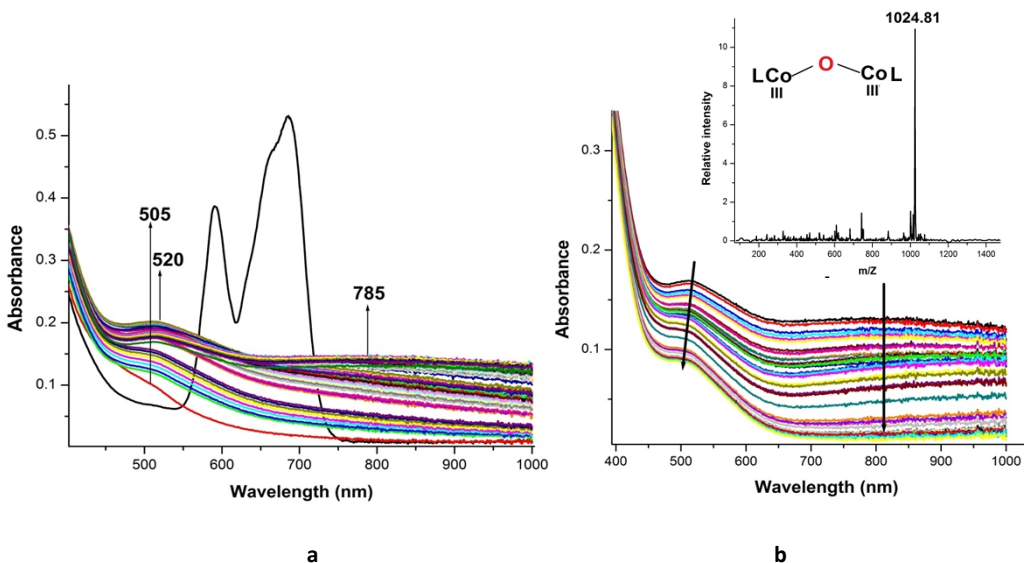 505
520
785
0.5
0.4
0.3
0.2
0.1
Absorbance
500 600 700 800 900 1000
Wavelength (nm)
a
1024.81
LCo O Co L
III III
10
8
6
4
2
0
Relative intensity
200 400 600 800 1000 1200 1400
m/Z
0.3
0.2
0.1
Absorbance
400 500 600 700 800 900 1000
Wavelength (nm)
b